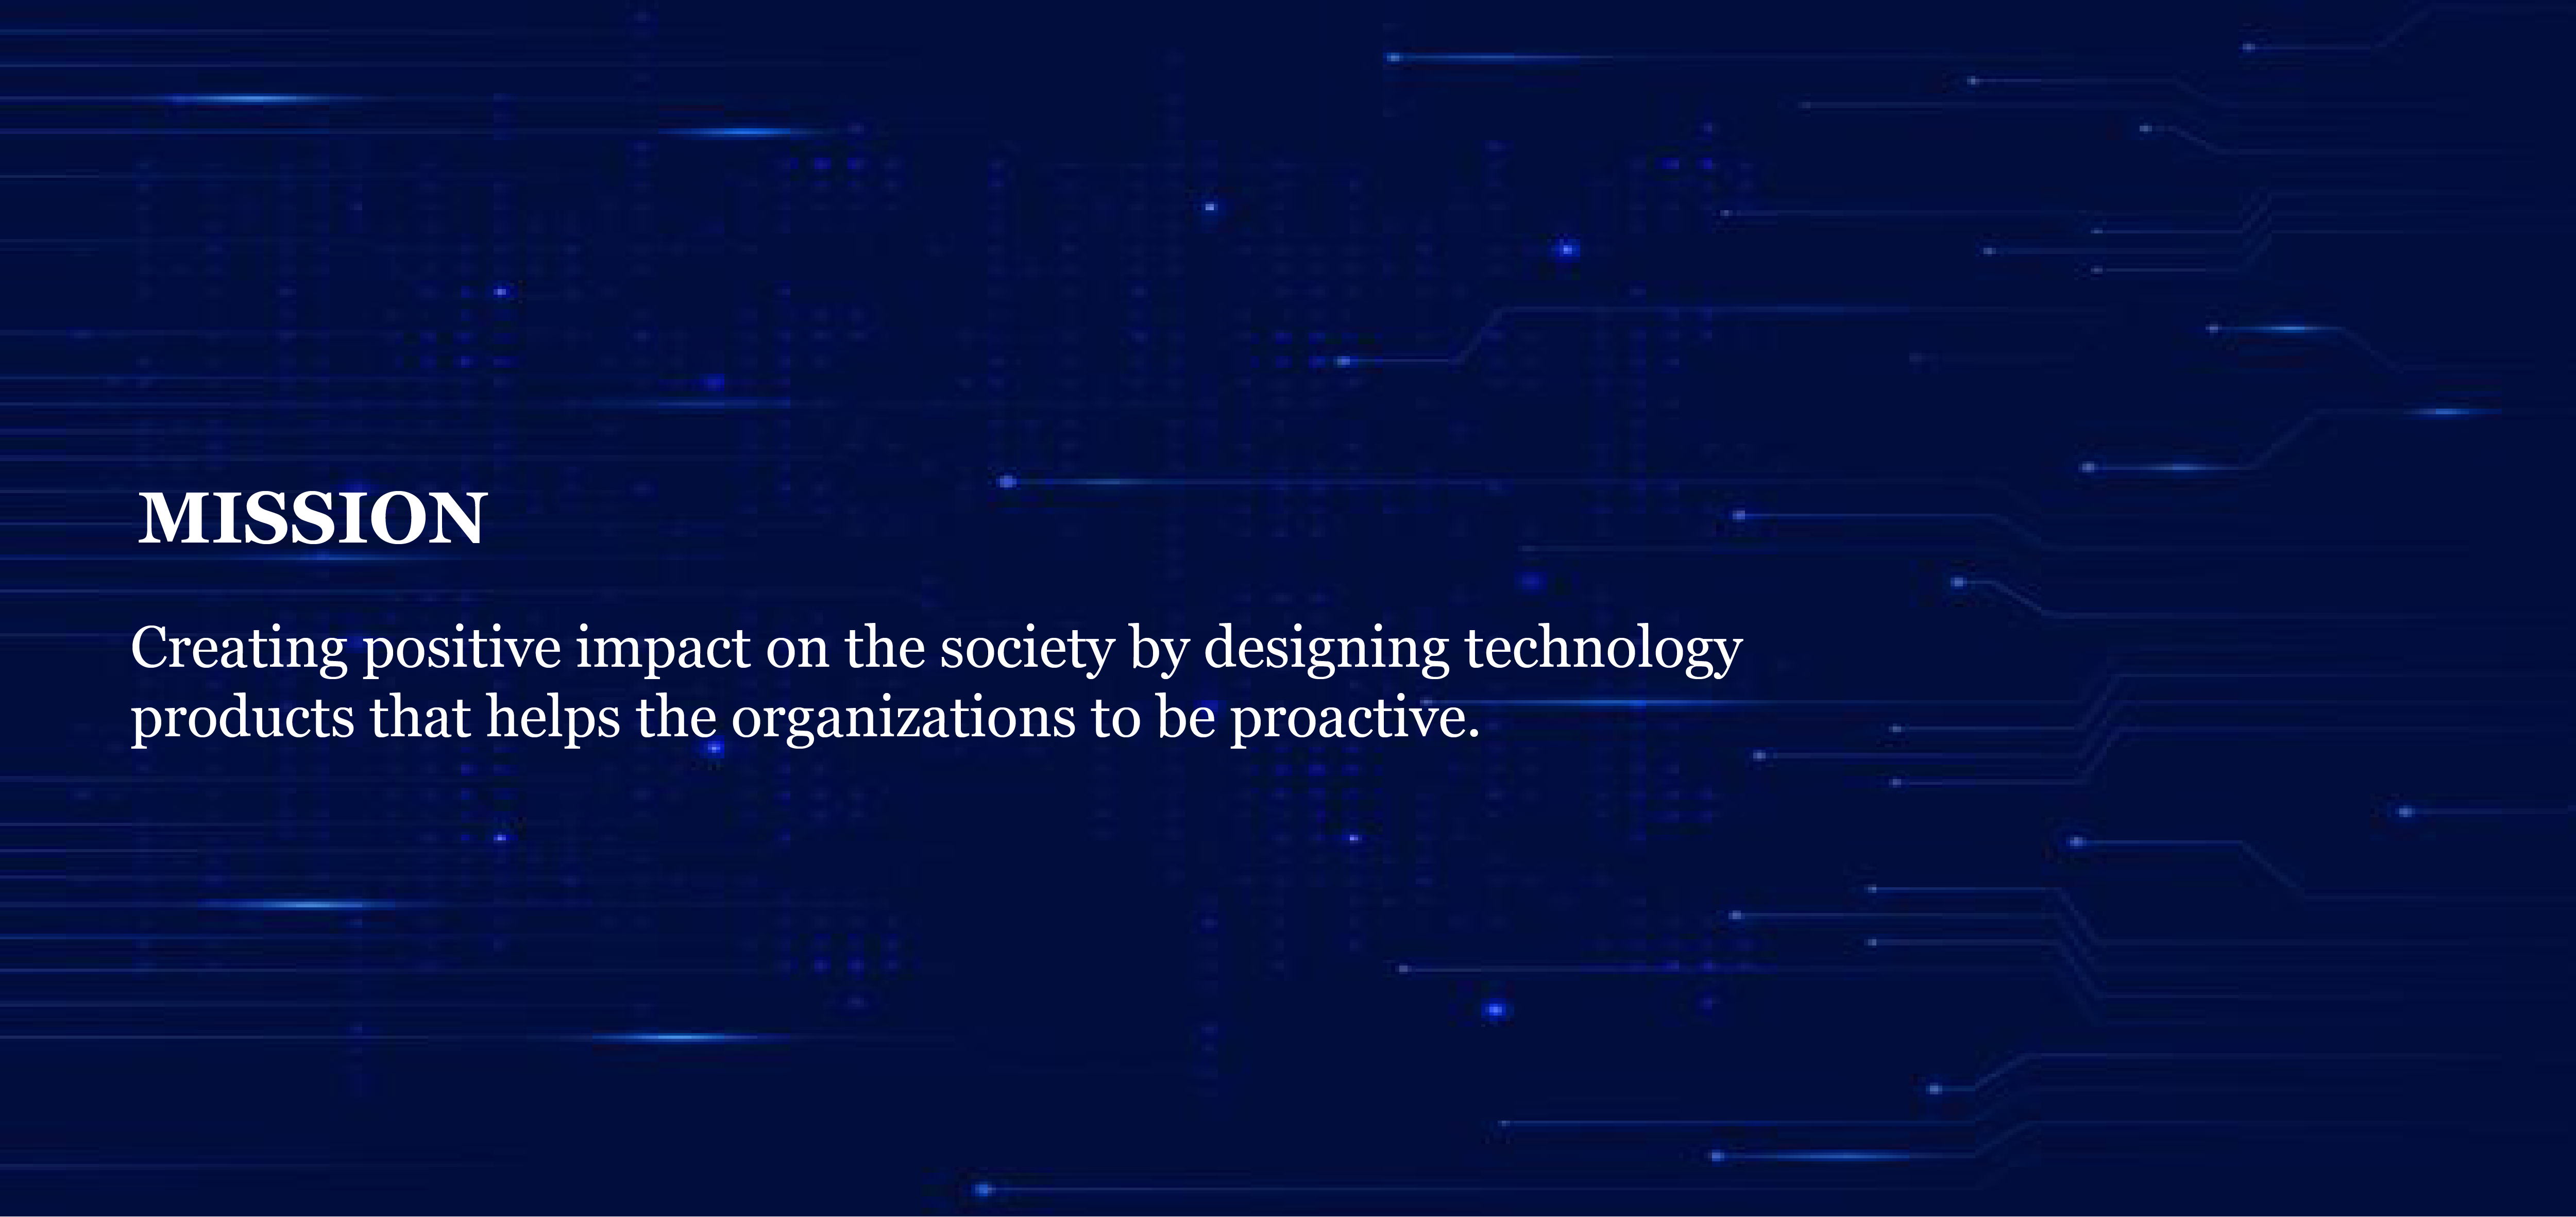 MISSION
Creating positive impact on the society by designing technology
products that helps the organizations to be proactive.